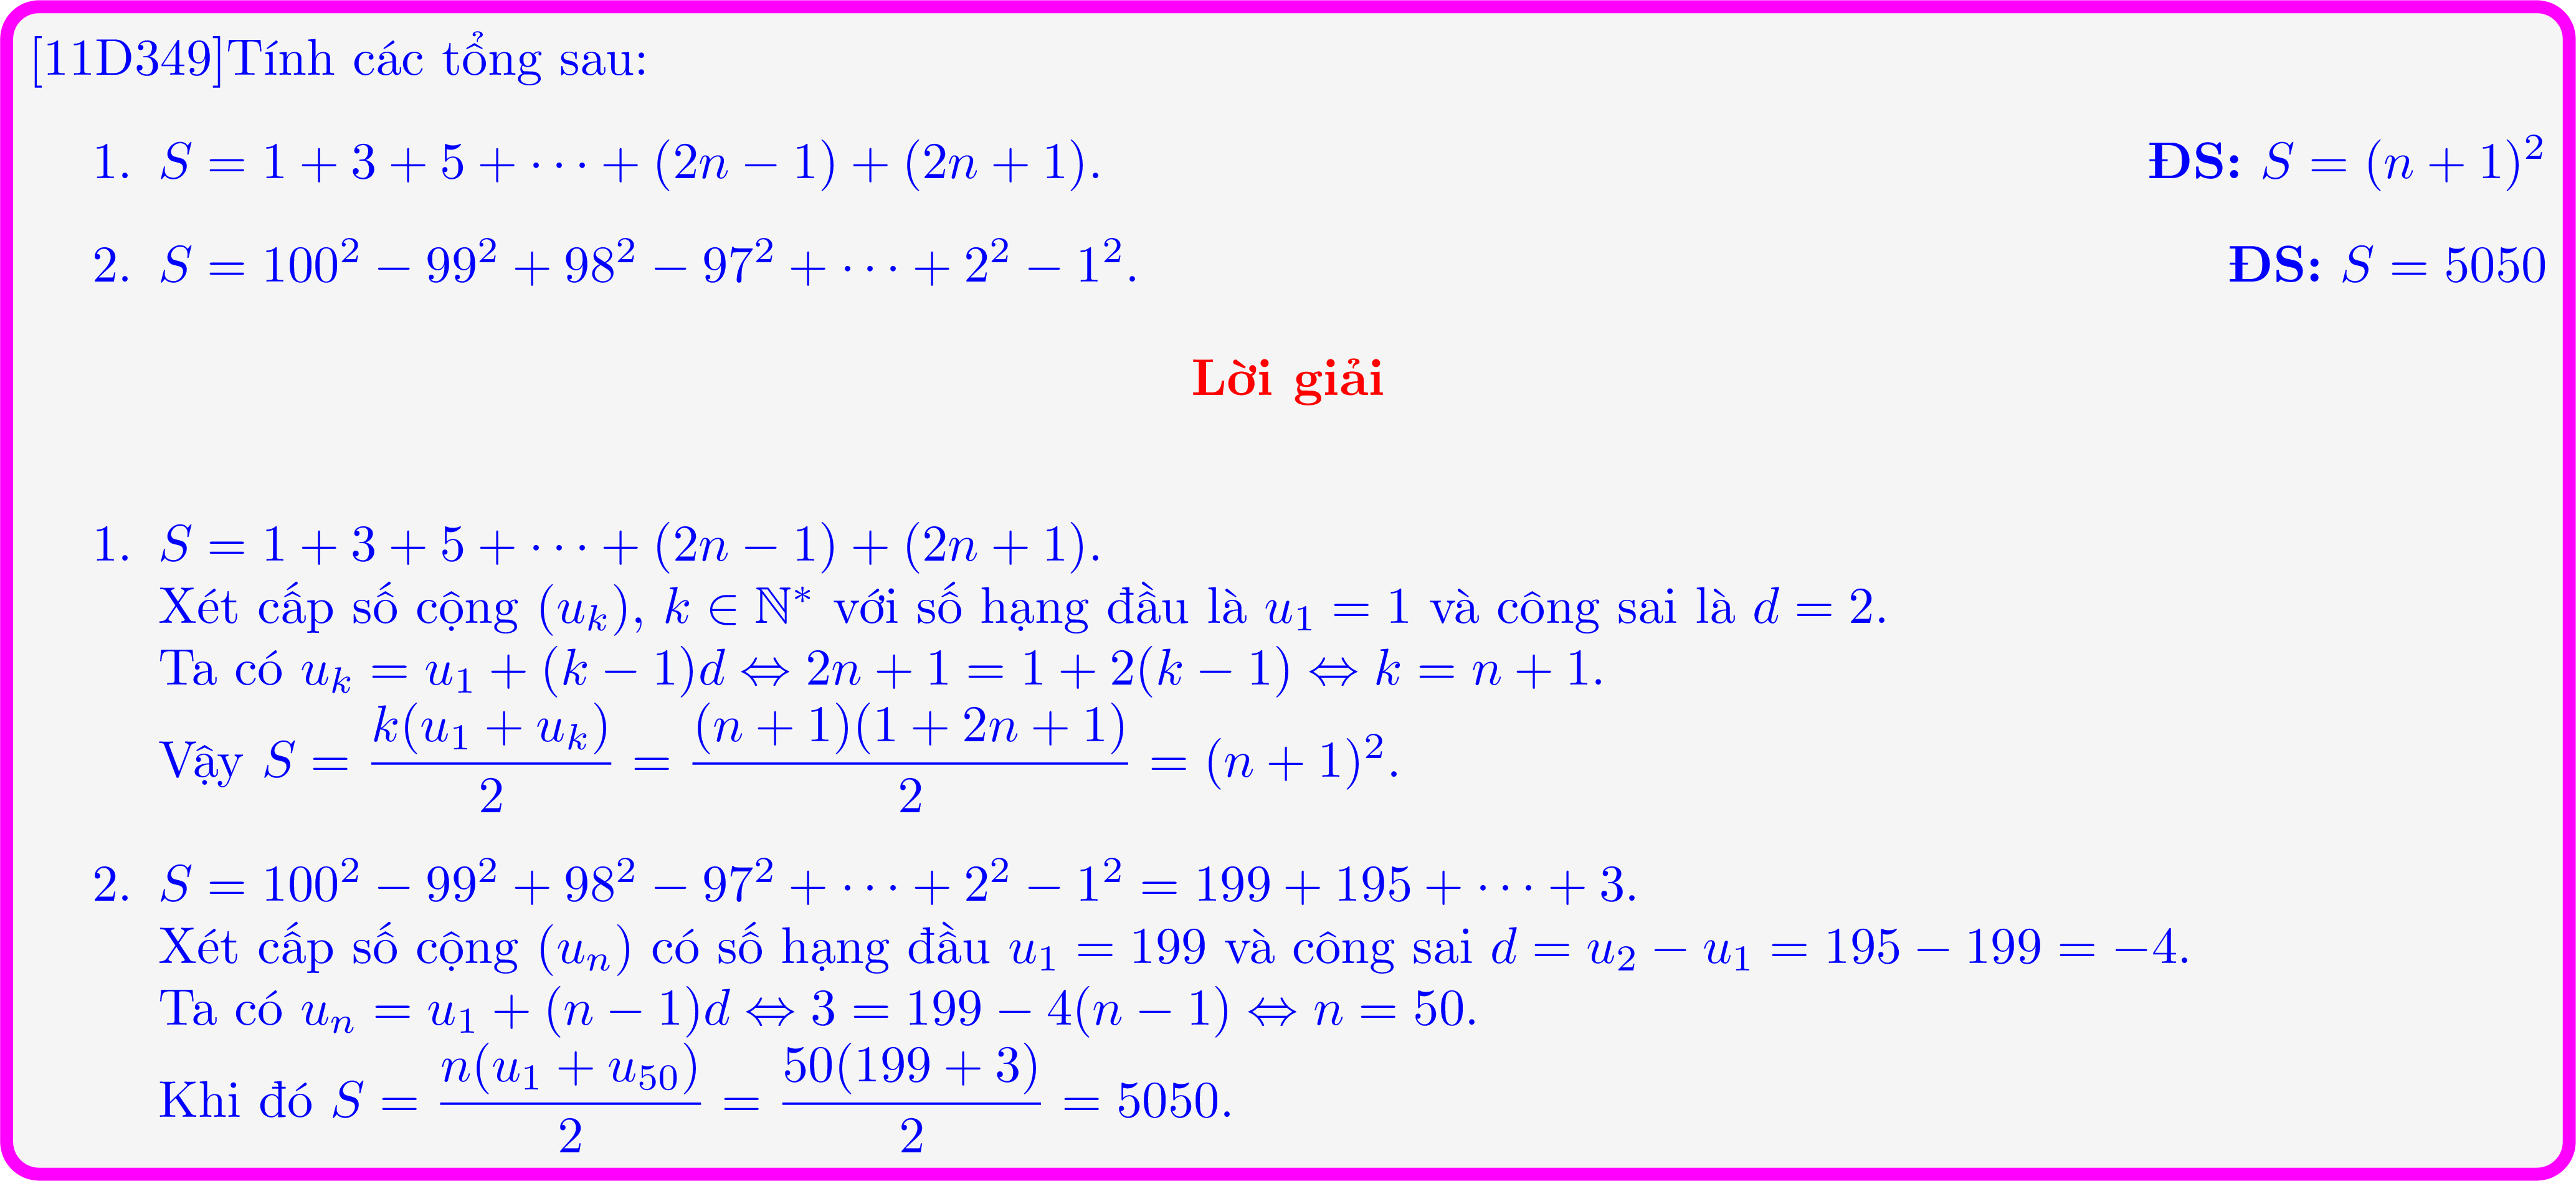 [11D349]Tính các tổng sau:
1. $S = 1 + 3 + 5 + \cdots + (2n - 1) + (2n + 1)$. **ĐS:** $S = (n + 1)^2$
2. $S = 100^2 - 99^2 + 98^2 - 97^2 + \cdots + 2^2 - 1^2$. **ĐS:** $S = 5050$
**Lời giải**
1. $S = 1 + 3 + 5 + \cdots + (2n - 1) + (2n + 1)$.
Xét cấp số cộng $(u_k)$, $k \in \mathbb{N}^*$ với số hạng đầu là $u_1 = 1$ và công sai là $d = 2$.
Ta có $u_k = u_1 + (k - 1)d \Leftrightarrow 2n + 1 = 1 + 2(k - 1) \Leftrightarrow k = n + 1$.
Vậy $S = \dfrac{k(u_1 + u_k)}{2} = \dfrac{(n + 1)(1 + 2n + 1)}{2} = (n + 1)^2$.
2. $S = 100^2 - 99^2 + 98^2 - 97^2 + \cdots + 2^2 - 1^2 = 199 + 195 + \cdots + 3$.
Xét cấp số cộng $(u_n)$ có số hạng đầu $u_1 = 199$ và công sai $d = u_2 - u_1 = 195 - 199 = -4$.
Ta có $u_n = u_1 + (n - 1)d \Leftrightarrow 3 = 199 - 4(n - 1) \Leftrightarrow n = 50$.
Khi đó $S = \dfrac{n(u_1 + u_{50})}{2} = \dfrac{50(199 + 3)}{2} = 5050$.